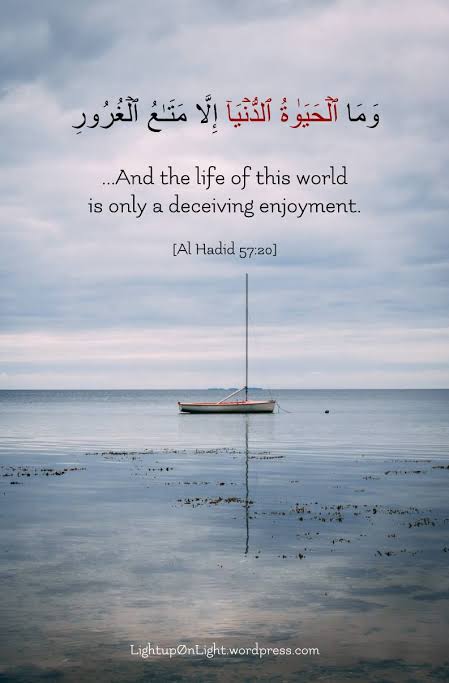 وَمَا ٱلْحَيَوٰةُ ٱلدُّنْيَآ إِلَّا مَتَـٰعُ ٱلْغُرُورِ
...And the life of this world
is only a deceiving enjoyment.
[Al Hadid 57:20]
LightupØnLight.wordpress.com